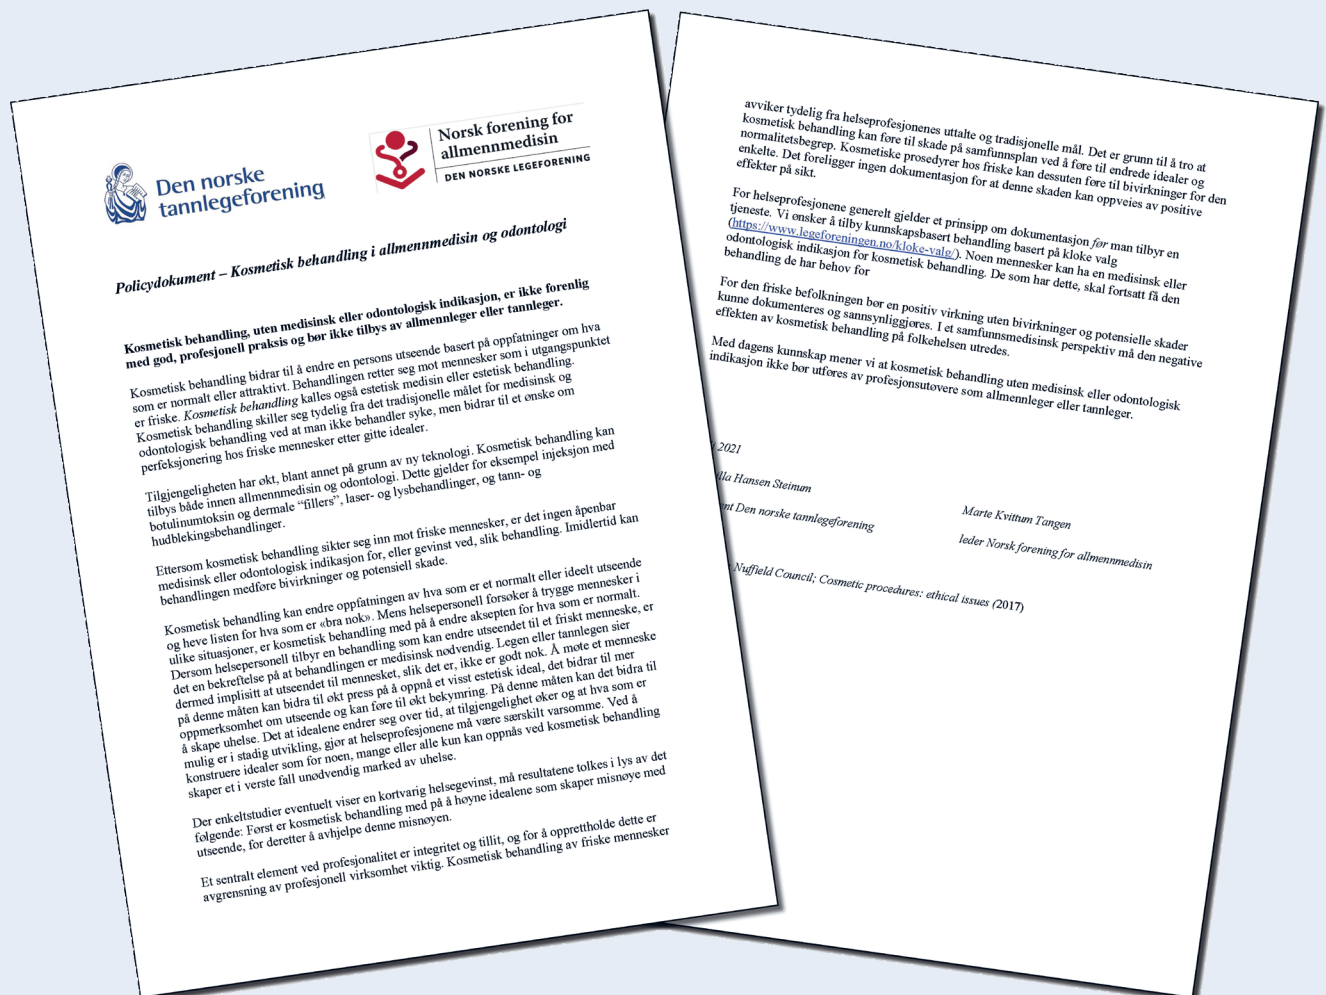 Den norske
tannlegeforening
Norsk forening for
allmennmedisin
DEN NORSKE LEGEFORENING
Policydokument – Kosmetisk behandling i allmennmedisin og odontologi
Kosmetisk behandling, uten medisinsk eller odontologisk indikasjon, er ikke forenlig
med god, profesjonell praksis og bør ikke tilbys av allmennleger eller tannleger.
Kosmetisk behandling bidrar til å endre en persons utseende basert på oppfatninger om hva
som er normalt eller attraktivt. Behandlingen retter seg mot mennesker som i utgangspunktet
er friske. Kosmetisk behandling kalles også estetisk medisin eller estetisk behandling.
Kosmetisk behandling skiller seg tydelig fra det tradisjonelle målet for medisinsk og
odontologisk behandling ved at man ikke behandler syke, men bidrar til et ønske om
perfeksjonering hos friske mennesker etter gitte idealer.
Tilgjengeligheten har økt, blant annet på grunn av ny teknologi. Kosmetisk behandling kan
tilbys både innen allmennmedisin og odontologi. Dette gjelder for eksempel injeksjon med
botulinumtoksin og dermale “fillers”, laser- og lysbehandlinger, og tann- og
hudblekingsbehandlinger.
Ettersom kosmetisk behandling sikter seg inn mot friske mennesker, er det ingen åpenbar
medisinsk eller odontologisk indikasjon for, eller gevinst ved, slik behandling. Imidlertid kan
behandlingen medføre bivirkninger og potensiell skade.
Kosmetisk behandling kan endre oppfatningen av hva som er et normalt eller ideelt utseende
og heve listen for hva som er «bra nok». Mens helsepersonell forsøker å trygge mennesker i
ulike situasjoner, er kosmetisk behandling med på å endre aksepten for hva som er normalt.
Dersom helsepersonell tilbyr en behandling som kan endre utseendet til et friskt menneske, er
det en bekreftelse på at behandlingen er medisinsk nødvendig. Legen eller tannlegen sier
dermed implisitt at utseendet til mennesket, slik det er, ikke er godt nok. Å møte et menneske
på denne måten kan bidra til økt press på å oppnå et visst estetisk ideal, det bidrar til mer
oppmerksomhet om utseende og kan føre til økt bekymring. På denne måten kan det bidra til
å skape uhelse. Det at idealene endrer seg over tid, at tilgjengelighet øker og at hva som er
mulig er i stadig utvikling, gjør at helseprofesjonene må være særskilt varsomme. Ved å
konstruere idealer som for noen, mange eller alle kun kan oppnås ved kosmetisk behandling
skaper et i verste fall unødvendig marked av uhelse.
Der enkeltstudier eventuelt viser en kortvarig helsegevinst, må resultatene tolkes i lys av det
følgende: Først er kosmetisk behandling med på å høyne idealene som skaper misnøye med
utseende, for deretter å avhjelpe denne misnøyen.
Et sentralt element ved profesjonalitet er integritet og tillit, og for å opprettholde dette er
avgrensning av profesjonell virksomhet viktig. Kosmetisk behandling av friske mennesker
avviker tydelig fra helseprofesjonenes uttalte og tradisjonelle mål. Det er grunn til å tro at
kosmetisk behandling kan føre til skade på samfunnsplan ved å føre til endrede idealer og
normalitetsbegrep. Kosmetiske prosedyrer hos friske kan dessuten føre til bivirkninger for den
enkelte. Det foreligger ingen dokumentasjon for at denne skaden kan oppveies av positive
effekter på sikt.
For helseprofesjonene generelt gjelder et prinsipp om dokumentasjon før man tilbyr en
tjeneste. Vi ønsker å tilby kunnskapsbasert behandling basert på kloke valg
(https://www.legeforeningen.no/kloke-valg/). Noen mennesker kan ha en medisinsk eller
odontologisk indikasjon for kosmetisk behandling. De som har dette, skal fortsatt få den
behandling de har behov for
For den friske befolkningen bør en positiv virkning uten bivirkninger og potensielle skader
kunne dokumenteres og sannsynliggjøres. I et samfunnsmedisinsk perspektiv må den negative
effekten av kosmetisk behandling på folkehelsen utredes.
Med dagens kunnskap mener vi at kosmetisk behandling uten medisinsk eller odontologisk
indikasjon ikke bør utføres av profesjonsutøvere som allmennleger eller tannleger.
2021
lla Hansen Steinum
nt Den norske tannlegeforening
Marte Kvittum Tangen
leder Norsk forening for allmennmedisin
Nuffield Council; Cosmetic procedures: ethical issues (2017)